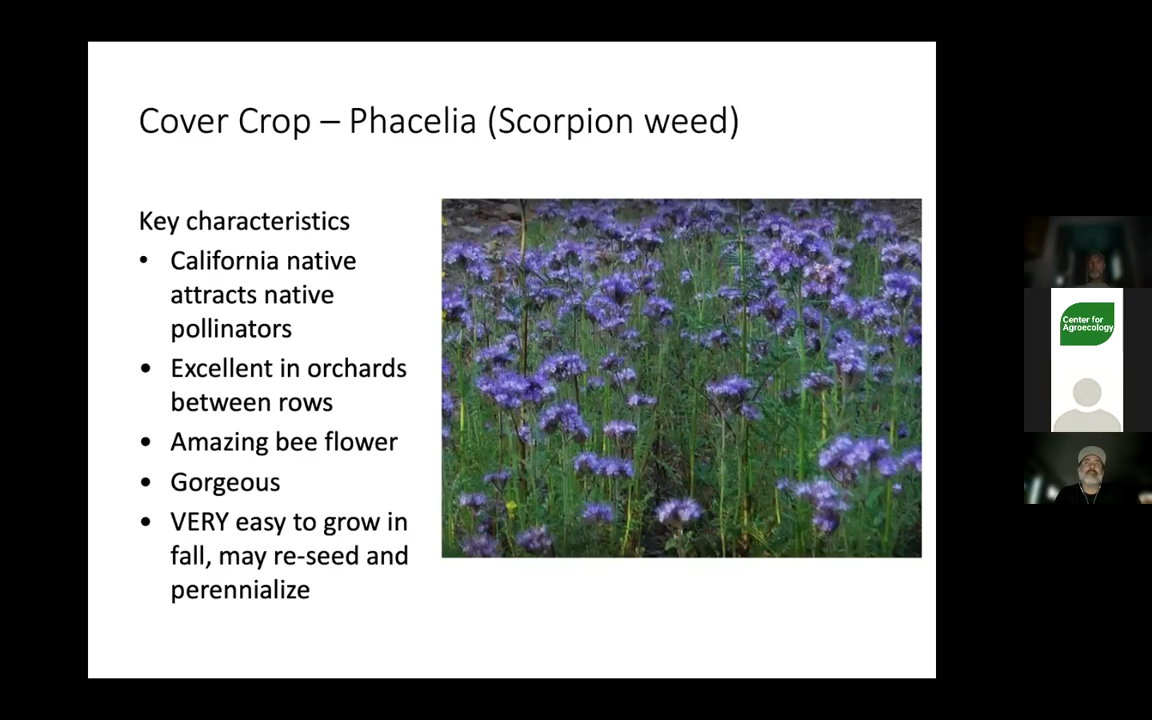 Cover Crop – Phacelia (Scorpion weed)
Key characteristics
• California native
attracts native
pollinators
• Excellent in orchards
between rows
• Amazing bee flower
• Gorgeous
• VERY easy to grow in
fall, may re-seed and
perennialize
Center for
Agroecology